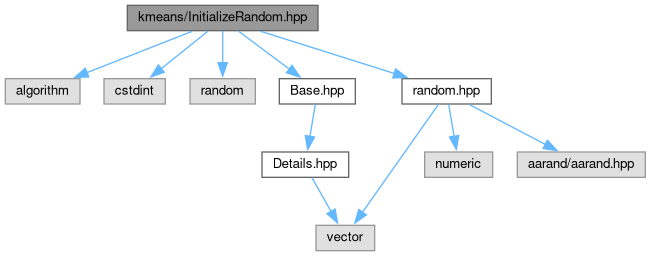 kmeans/InitializeRandom.hpp
algorithm
cstdint
random
Base.hpp
random.hpp
Details.hpp
numeric
aarand/aarand.hpp
vector